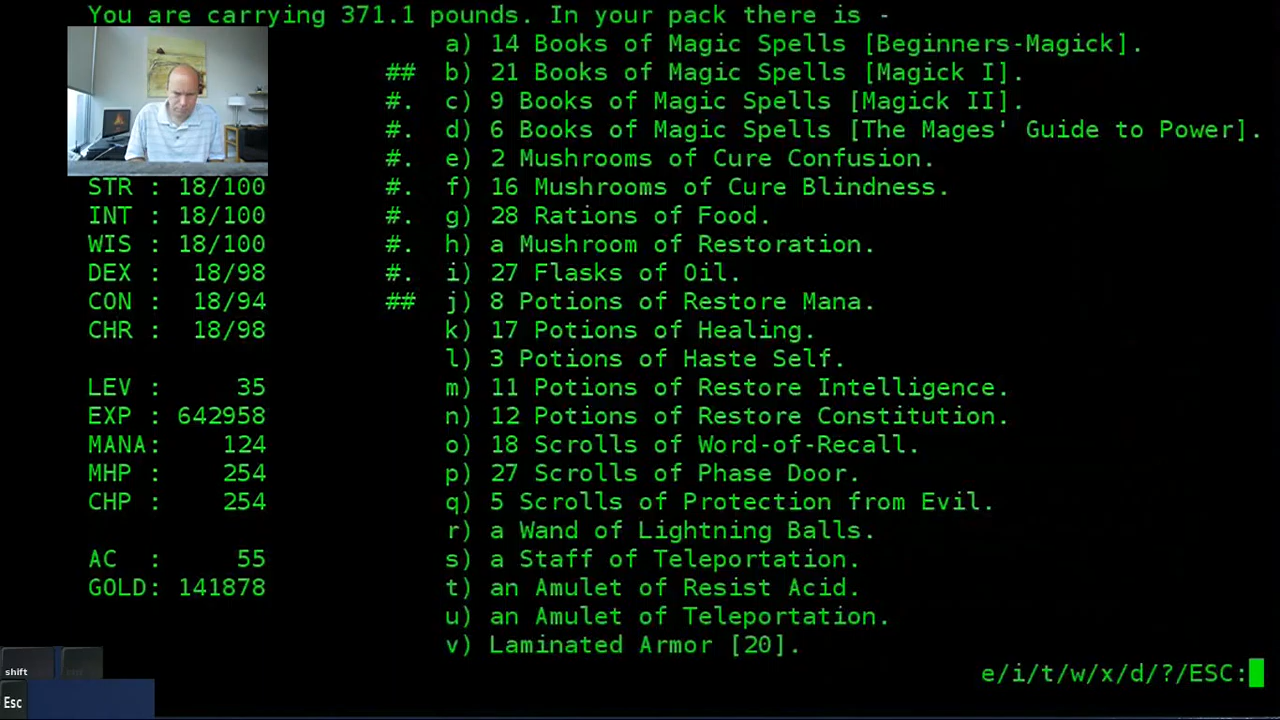 You are carrying 371.1 pounds. In your pack there is -
a) 14 Books of Magic Spells [Beginners-Magick].
## b) 21 Books of Magic Spells [Magick I].
#. c) 9 Books of Magic Spells [Magick II].
#. d) 6 Books of Magic Spells [The Mages' Guide to Power].
#. e) 2 Mushrooms of Cure Confusion.
STR : 18/100 #. f) 16 Mushrooms of Cure Blindness.
INT : 18/100 #. g) 28 Rations of Food.
WIS : 18/100 #. h) a Mushroom of Restoration.
DEX : 18/98 #. i) 27 Flasks of Oil.
CON : 18/94 ## j) 8 Potions of Restore Mana.
CHR : 18/98 k) 17 Potions of Healing.
l) 3 Potions of Haste Self.
LEV : 35 m) 11 Potions of Restore Intelligence.
EXP : 642958 n) 12 Potions of Restore Constitution.
MANA: 124 o) 18 Scrolls of Word-of-Recall.
MHP : 254 p) 27 Scrolls of Phase Door.
CHP : 254 q) 5 Scrolls of Protection from Evil.
r) a Wand of Lightning Balls.
AC : 55 s) a Staff of Teleportation.
GOLD: 141878 t) an Amulet of Resist Acid.
u) an Amulet of Teleportation.
v) Laminated Armor [20].
e/i/t/w/x/d/?/ESC:
shift
Esc